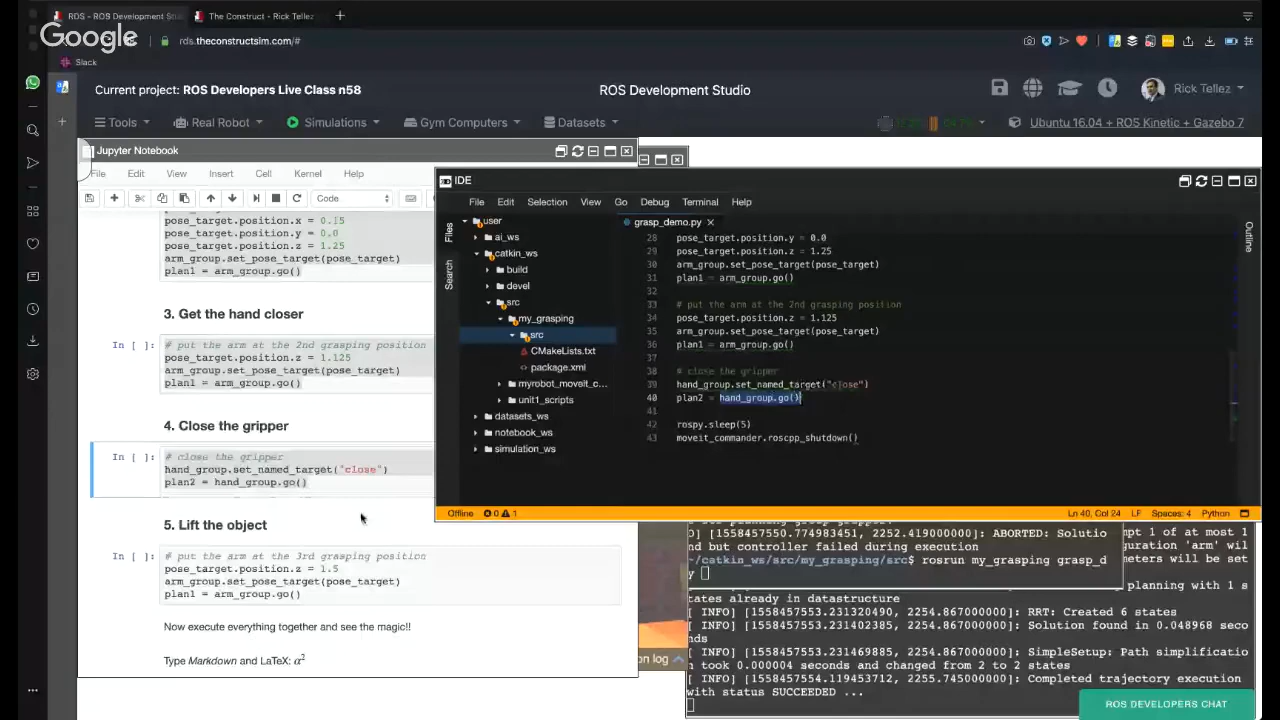 ROS - ROS Development Stu
The Construct - Rick Tellez
Google
rds.theconstructsim.com/#
Slack
Current project: ROS Developers Live Class n58
ROS Development Studio
Rick Tellez
Tools
Real Robot
Simulations
Gym Computers
Datasets
Ubuntu 16.04 + ROS Kinetic + Gazebo 7
Jupyter Notebook
File Edit View Insert Cell Kernel Help
Code
pose_target.position.x = 0.15
pose_target.position.y = 0.0
pose_target.position.z = 1.25
arm_group.set_pose_target(pose_target)
plan1 = arm_group.go()
3. Get the hand closer
In [ ]: # put the arm at the 2nd grasping position
pose_target.position.z = 1.125
arm_group.set_pose_target(pose_target)
plan1 = arm_group.go()
4. Close the gripper
In [ ]: # close the gripper
hand_group.set_named_target("close")
plan2 = hand_group.go()
5. Lift the object
In [ ]: # put the arm at the 3rd grasping position
pose_target.position.z = 1.5
arm_group.set_pose_target(pose_target)
plan1 = arm_group.go()
Now execute everything together and see the magic!!
Type Markdown and LaTeX: α²
IDE
File Edit Selection View Go Debug Terminal Help
Files
Search
Outline
user
ai_ws
catkin_ws
build
devel
src
my_grasping
src
CMakeLists.txt
package.xml
myrobot_moveit_c...
unit1_scripts
datasets_ws
notebook_ws
simulation_ws
grasp_demo.py
28 pose_target.position.y = 0.0
29 pose_target.position.z = 1.25
30 arm_group.set_pose_target(pose_target)
31 plan1 = arm_group.go()
32
33 # put the arm at the 2nd grasping position
34 pose_target.position.z = 1.125
35 arm_group.set_pose_target(pose_target)
36 plan1 = arm_group.go()
37
38 # close the gripper
39 hand_group.set_named_target("close")
40 plan2 = hand_group.go()
41
42 rospy.sleep(5)
43 moveit_commander.roscpp_shutdown()
Offline 0 1
Ln 40, Col 24 LF Spaces: 4 Python
] [1558457550.774983451, 2252.419000000]: ABORTED: Solutio
nd but controller failed during execution
~/catkin_ws/src/my_grasping/src$ rosrun my_grasping grasp_d
y
mpt 1 of at most 1
guration 'arm' wil
meters will be set
planning with 1 s
tates already in datastructure
[ INFO] [1558457553.231320490, 2254.867000000]: RRT: Created 6 states
[ INFO] [1558457553.231402385, 2254.867000000]: Solution found in 0.048968 seco
nds
[ INFO] [1558457553.231469885, 2254.867000000]: SimpleSetup: Path simplificatio
n took 0.000004 seconds and changed from 2 to 2 states
[ INFO] [1558457554.119453712, 2255.745000000]: Completed trajectory execution
with status SUCCEEDED ...
on log
ROS DEVELOPERS CHAT